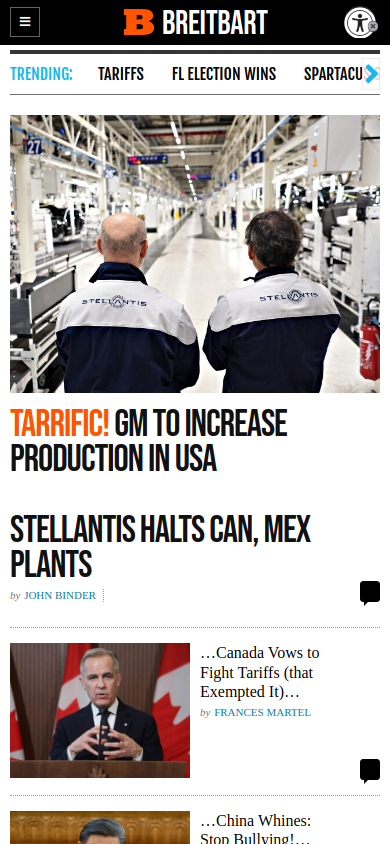 BREITBART
TRENDING: TARIFFS FL ELECTION WINS
27
1
STELLANTIS STELLANTIS
TARRIFIC! GM TO INCREASE
PRODUCTION IN USA
STELLANTIS HALTS CAN, MEX
PLANTS
by JOHN BINDER
…Canada Vows to
Fight Tariffs (that
Exempted It)…
by FRANCES MARTEL
…China Whines:
Stop Bullying!…